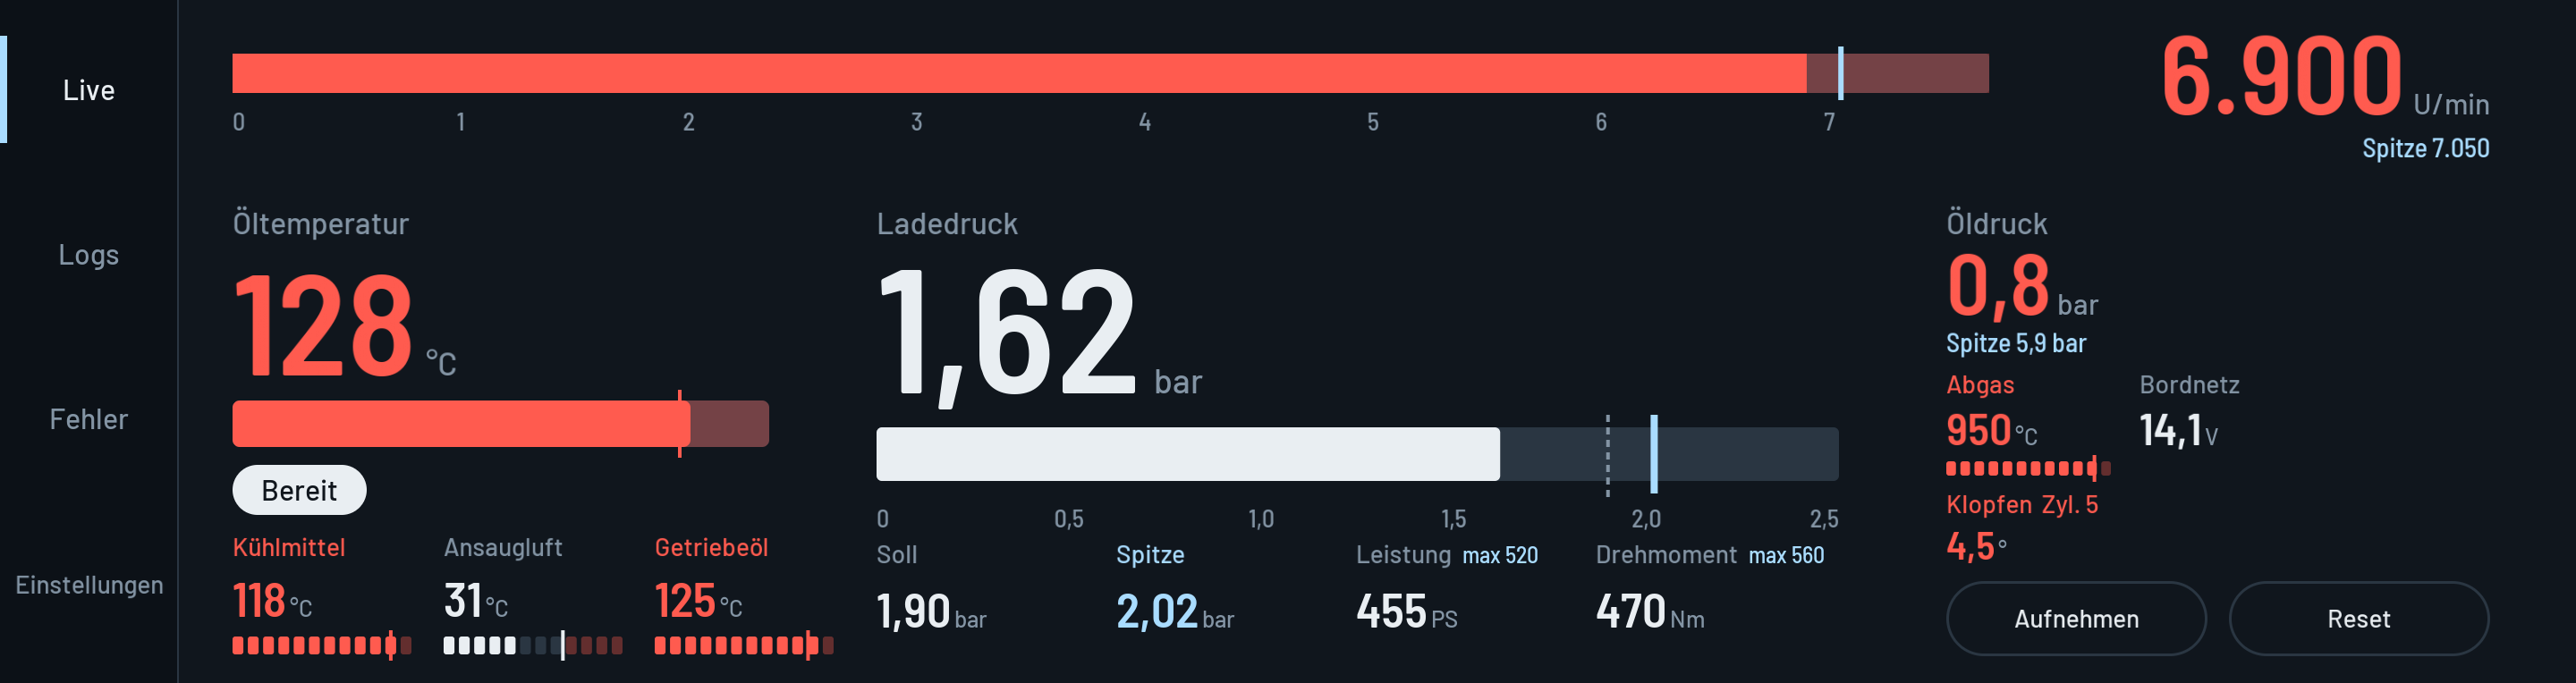 Live
Logs
Fehler
Einstellungen
0 1 2 3 4 5 6 7
6.900 U/min
Spitze 7.050
Öltemperatur
128 °C
Bereit
Kühlmittel
118 °C
Ansaugluft
31 °C
Getriebeöl
125 °C
Ladedruck
1,62 bar
0 0,5 1,0 1,5 2,0 2,5
Soll
1,90 bar
Spitze
2,02 bar
Leistung max 520
455 PS
Drehmoment max 560
470 Nm
Öldruck
0,8 bar
Spitze 5,9 bar
Abgas
950 °C
Bordnetz
14,1 V
Klopfen Zyl. 5
4,5 °
Aufnehmen
Reset